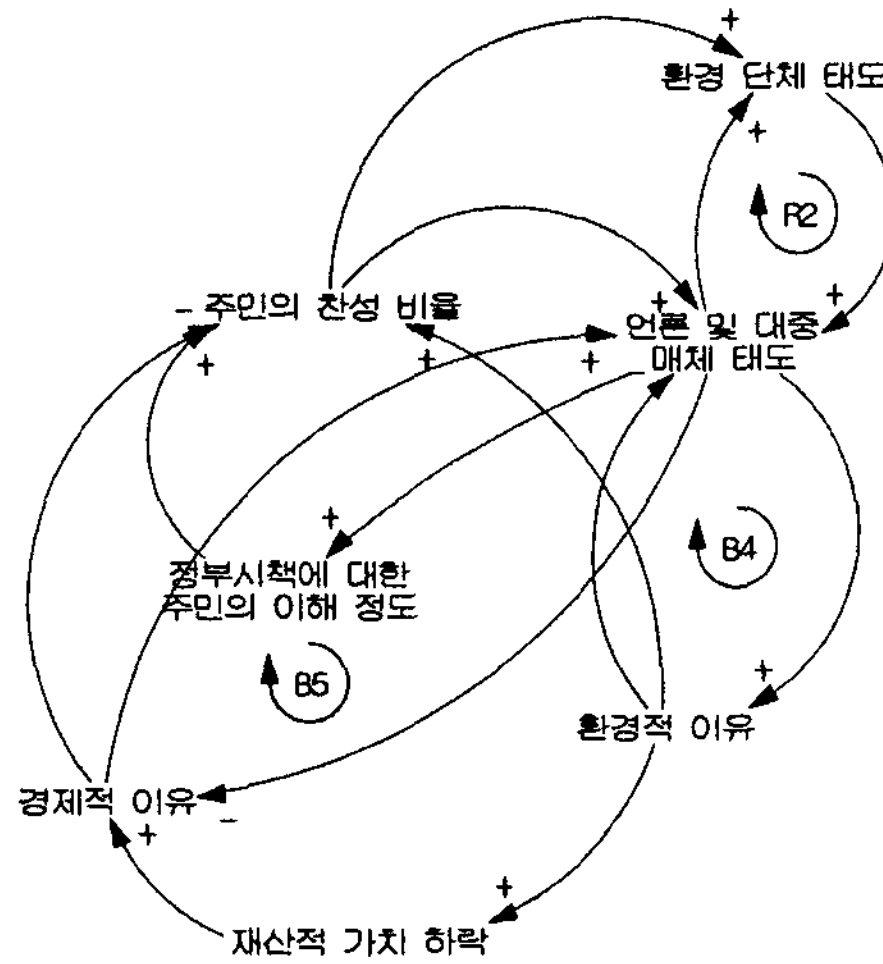 +
환경 단체 태도
+
R2
- 주민의 찬성 비율
+
+
언론 및 대중
매체 태도
+
+
+
+
정부시책에 대한
주민의 이해 정도
B4
B5
+
환경적 이유
경제적 이유 -
+
+
재산적 가치 하락